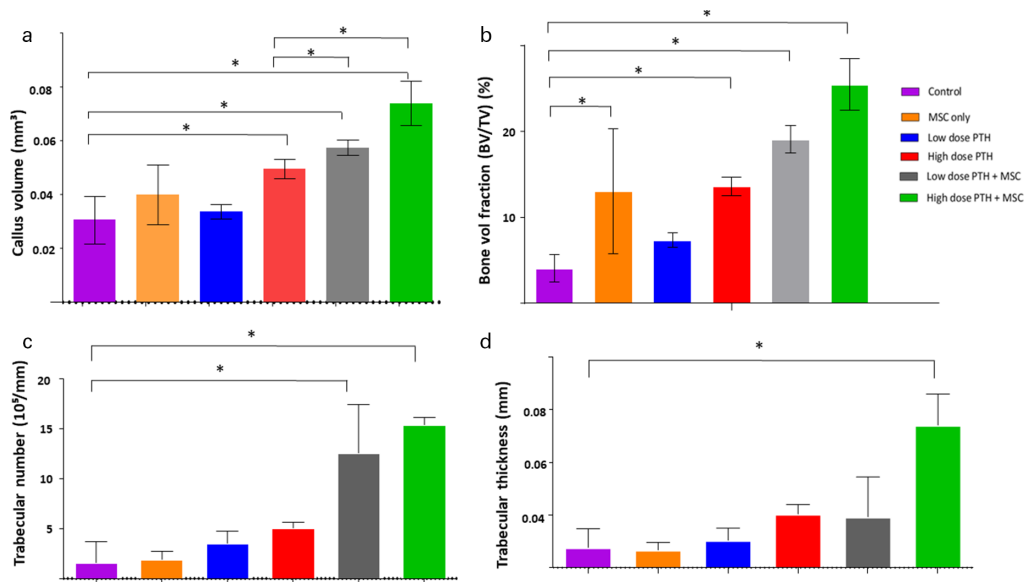 a
*
*
*
*
*
*
Callus volume (mm³)
0.08
0.06
0.04
0.02
b
*
*
*
*
Bone vol fraction (BV/TV) (%)
20
10
Control
MSC only
Low dose PTH
High dose PTH
Low dose PTH + MSC
High dose PTH + MSC
c
*
*
Trabecular number (10⁵/mm)
20
15
10
5
d
*
Trabecular thickness (mm)
0.08
0.06
0.04